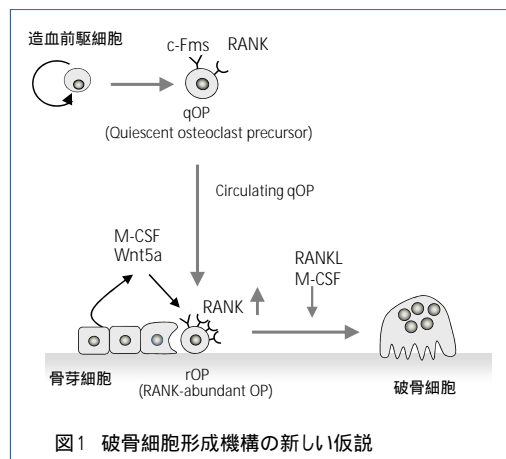 造血前駆細胞
c-Fms RANK
qOP
(Quiescent osteoclast precursor)
Circulating qOP
M-CSF
Wnt5a
RANKL
M-CSF
RANK
骨芽細胞
rOP
(RANK-abundant OP)
破骨細胞
図1 破骨細胞形成機構の新しい仮説